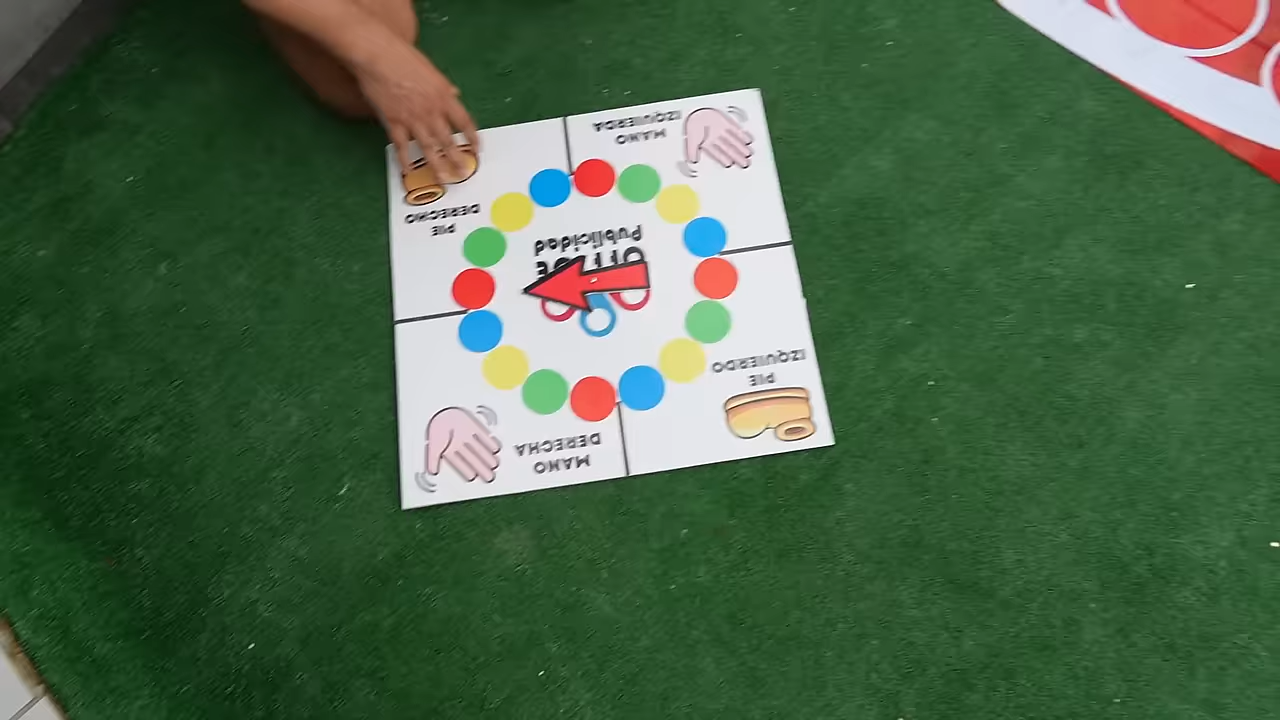 PIE
IZQUIERDO
MANO
DERECHA
Publicidad
MANO
IZQUIERDA
PIE
DERECHO